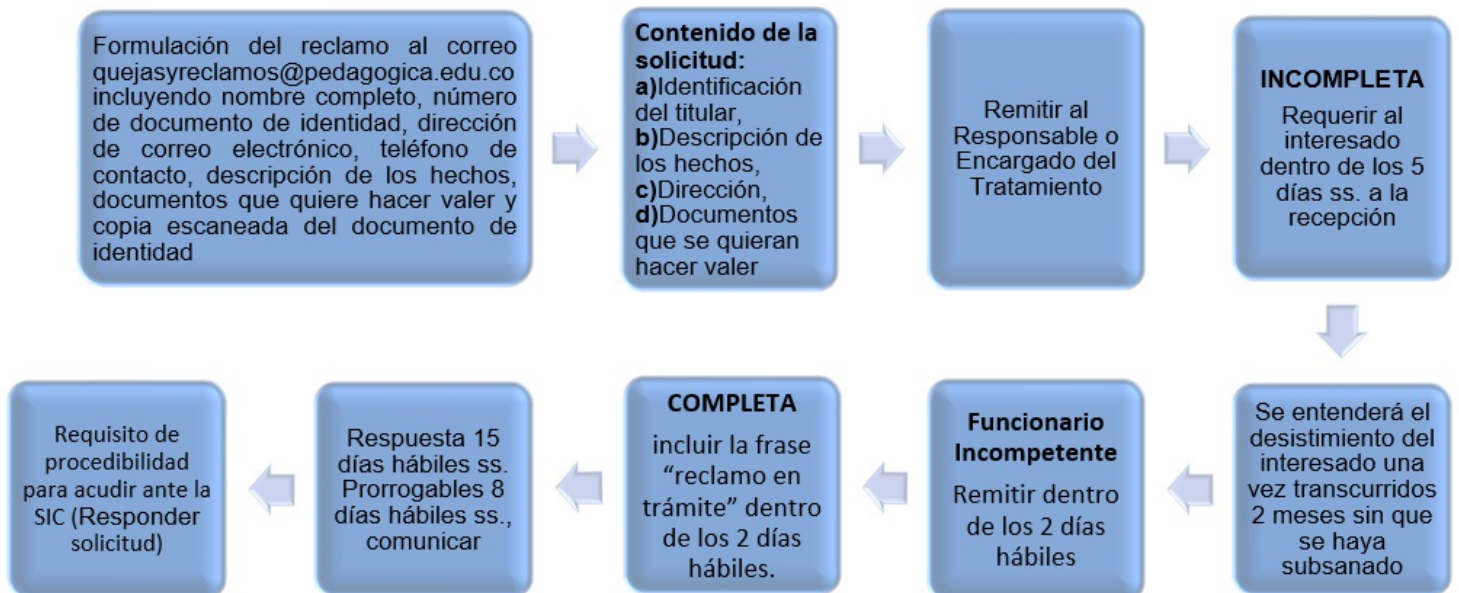 Formulación del reclamo al correo
quejasyreclamos@pedagogica.edu.co
incluyendo nombre completo, número
de documento de identidad, dirección
de correo electrónico, teléfono de
contacto, descripción de los hechos,
documentos que quiere hacer valer y
copia escaneada del documento de
identidad
Contenido de la
solicitud:
a)Identificación
del titular,
b)Descripción de
los hechos,
c)Dirección,
d)Documentos
que se quieran
hacer valer
Remitir al
Responsable o
Encargado del
Tratamiento
INCOMPLETA
Requerir al
interesado
dentro de los 5
días ss. a la
recepción
Se entenderá el
desistimiento del
interesado una
vez transcurridos
2 meses sin que
se haya
subsanado
Funcionario
Incompetente
Remitir dentro
de los 2 días
hábiles
COMPLETA
incluir la frase
“reclamo en
trámite” dentro
de los 2 días
hábiles.
Respuesta 15
días hábiles ss.
Prorrogables 8
días hábiles ss.,
comunicar
Requisito de
procedibilidad
para acudir ante la
SIC (Responder
solicitud)